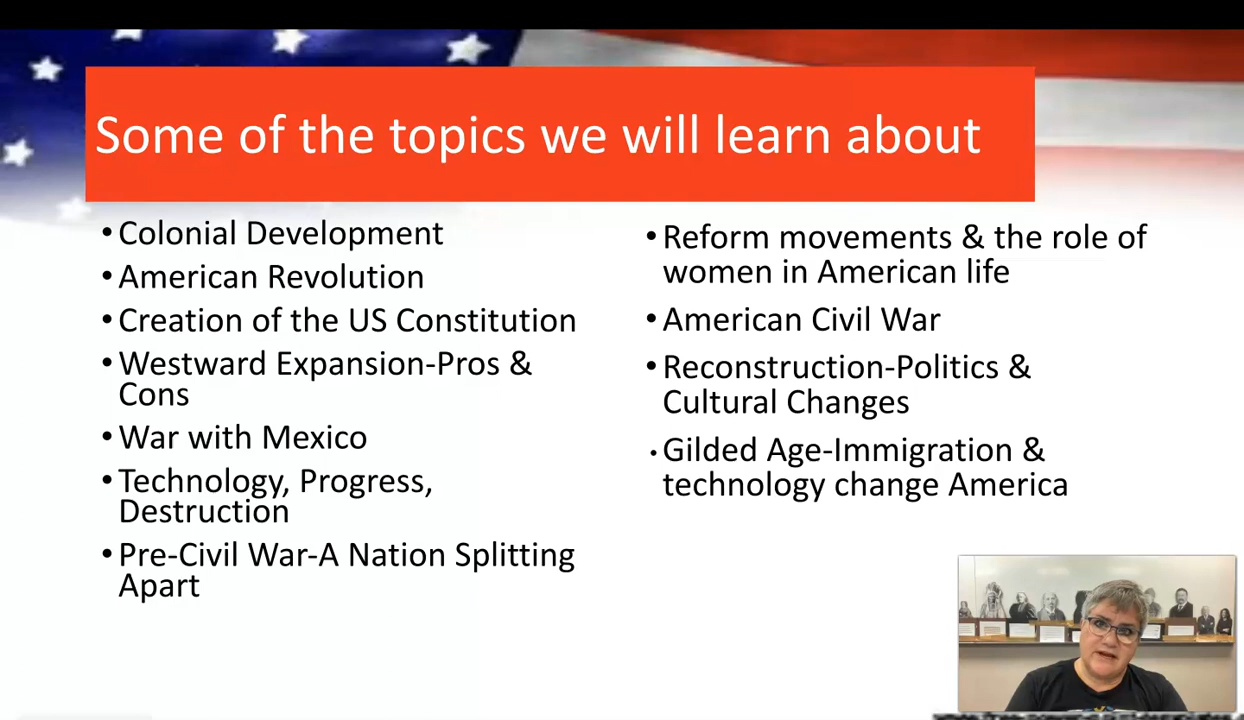 Some of the topics we will learn about
•Colonial Development
•American Revolution
•Creation of the US Constitution
•Westward Expansion-Pros &
Cons
•War with Mexico
•Technology, Progress,
Destruction
•Pre-Civil War-A Nation Splitting
Apart
•Reform movements & the role of
women in American life
•American Civil War
•Reconstruction-Politics &
Cultural Changes
•Gilded Age-Immigration &
technology change America